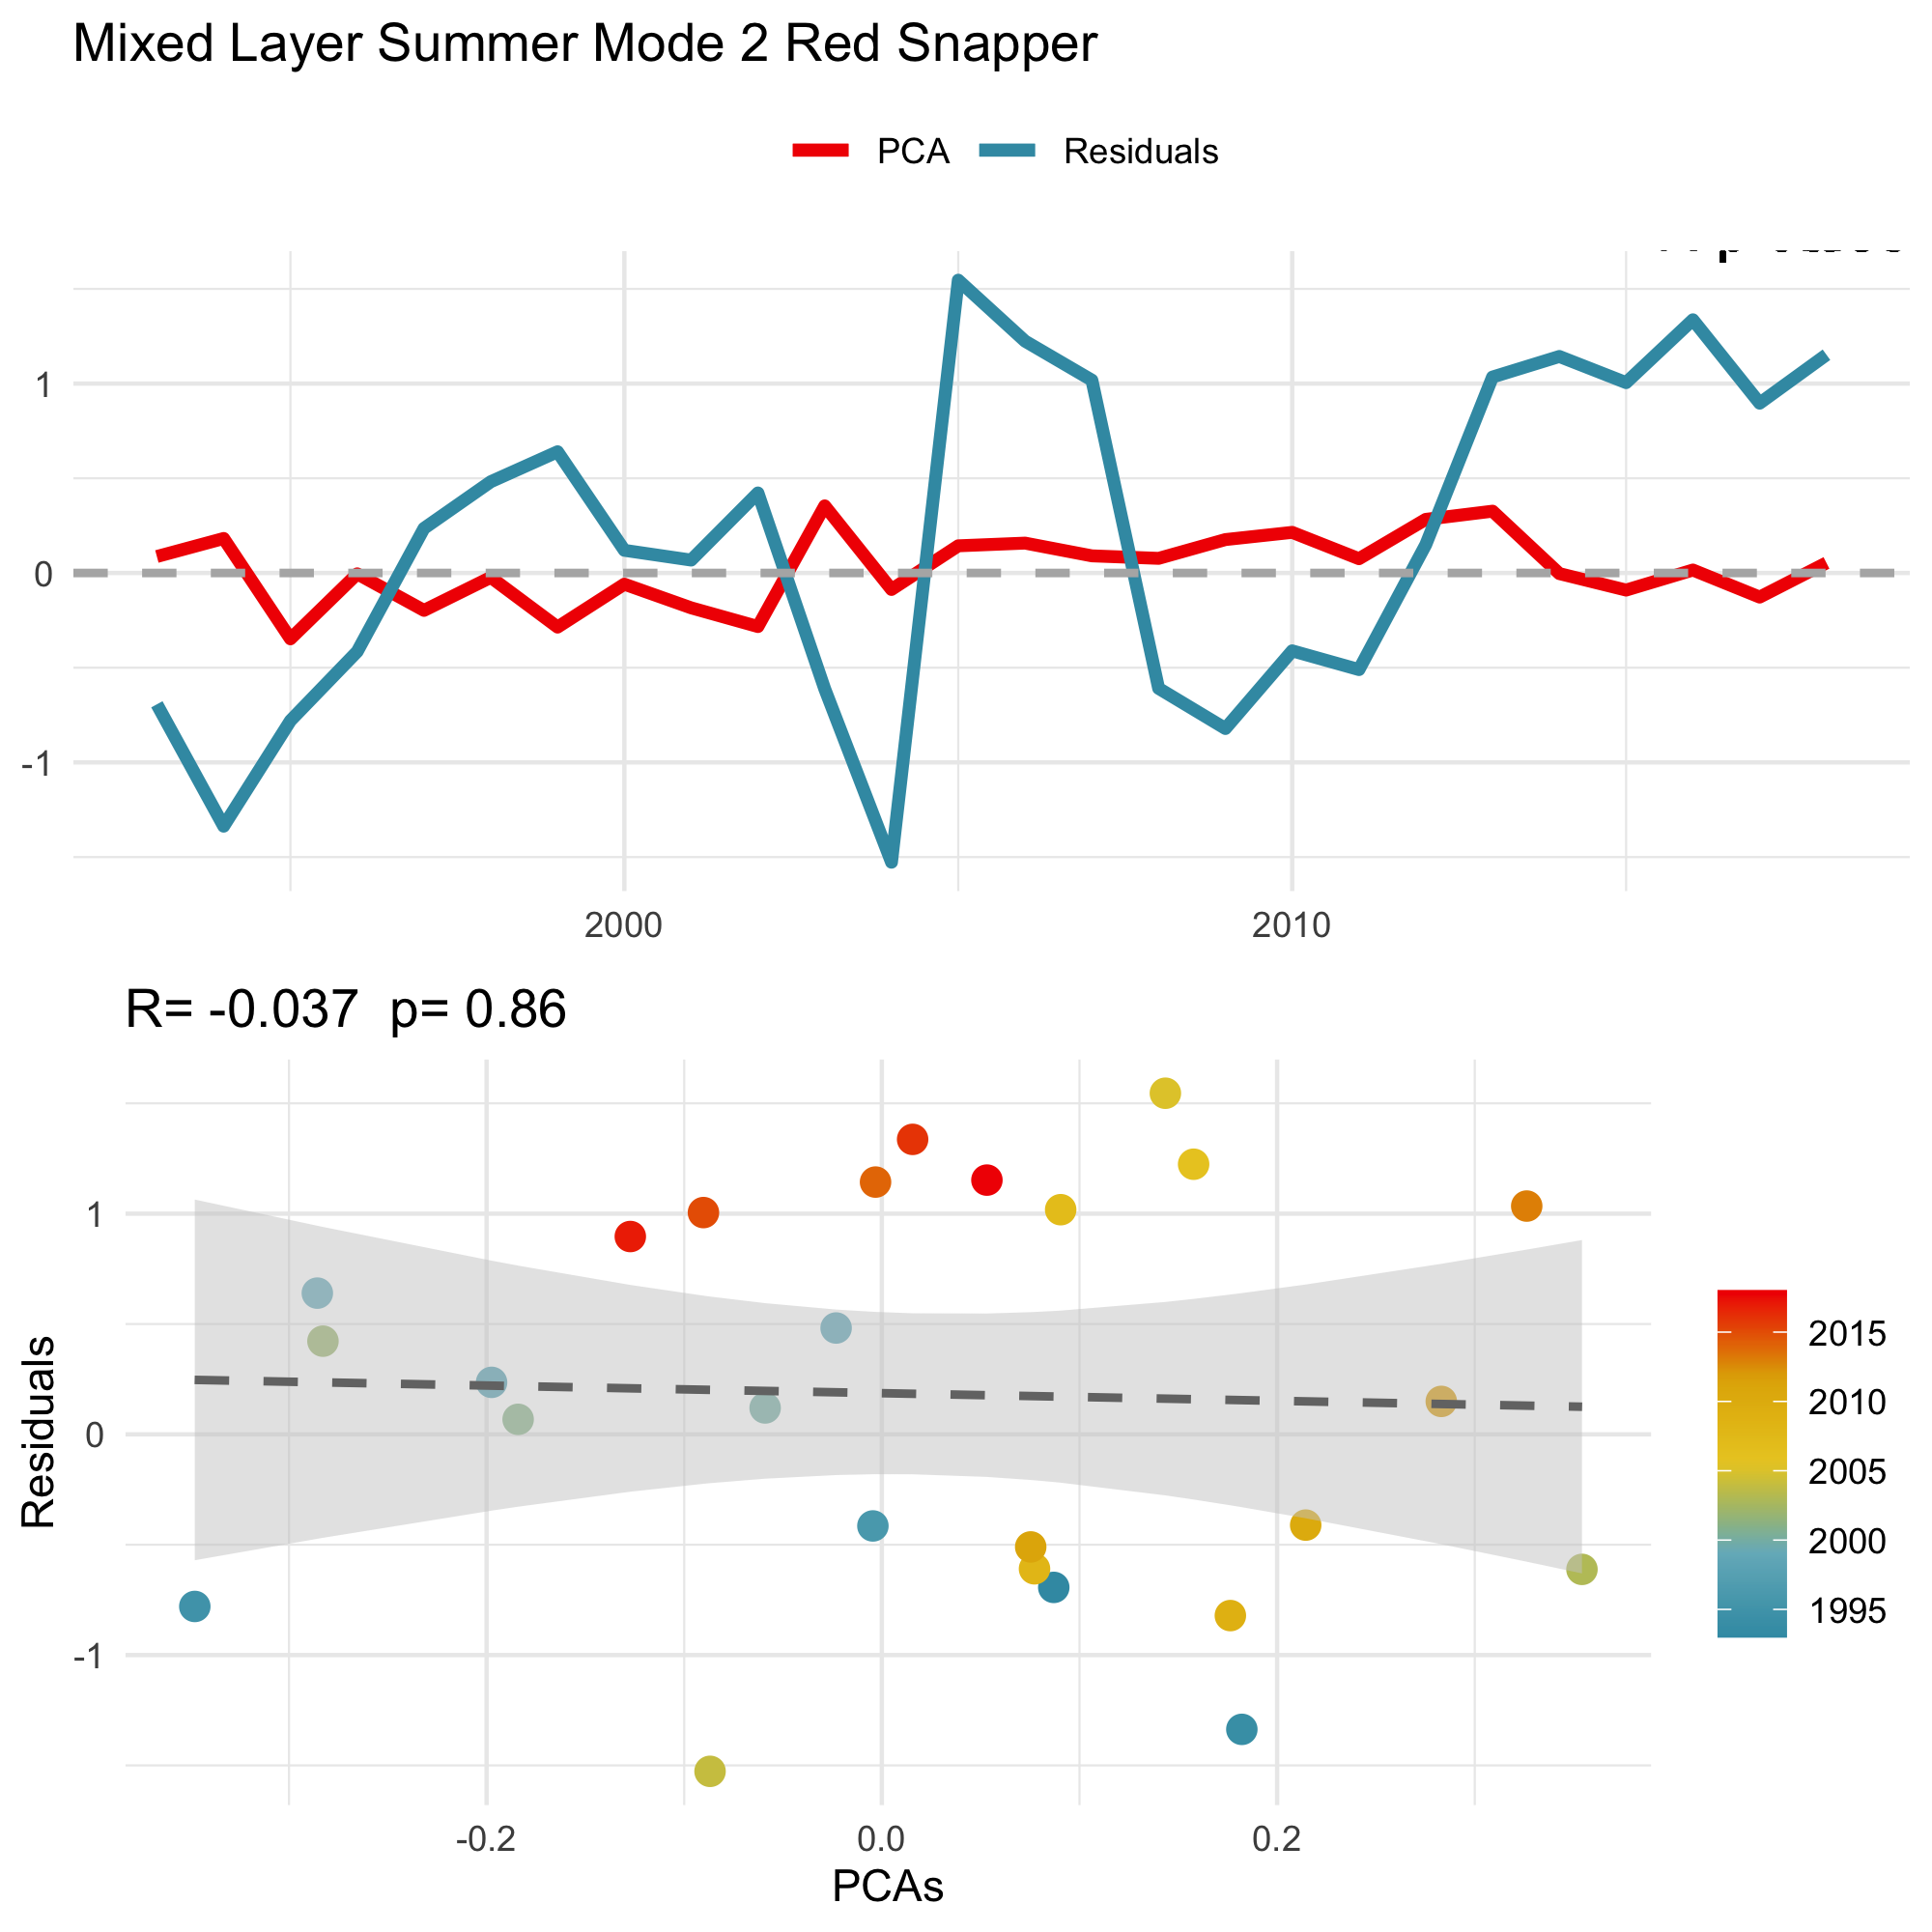 Mixed Layer Summer Mode 2 Red Snapper
PCA Residuals
1
0
-1
2000 2010
R= -0.037 p= 0.86
Residuals
1
0
-1
-0.2 0.0 0.2
PCAs
2015
2010
2005
2000
1995